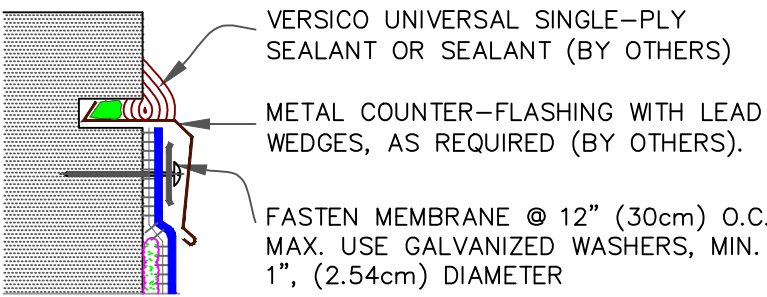 VERSICO UNIVERSAL SINGLE-PLY
SEALANT OR SEALANT (BY OTHERS)
METAL COUNTER-FLASHING WITH LEAD
WEDGES, AS REQUIRED (BY OTHERS).
FASTEN MEMBRANE @ 12" (30cm) O.C.
MAX. USE GALVANIZED WASHERS, MIN.
1", (2.54cm) DIAMETER